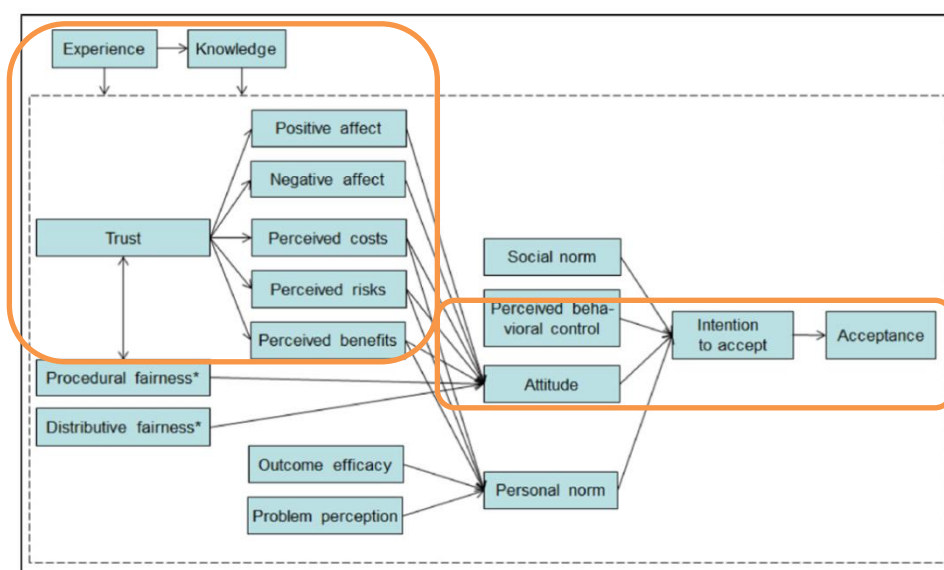 Experience
Knowledge
Positive affect
Negative affect
Trust
Perceived costs
Social norm
Perceived risks
Perceived beha-
vioral control
Intention
to accept
Acceptance
Perceived benefits
Procedural fairness*
Attitude
Distributive fairness*
Outcome efficacy
Personal norm
Problem perception